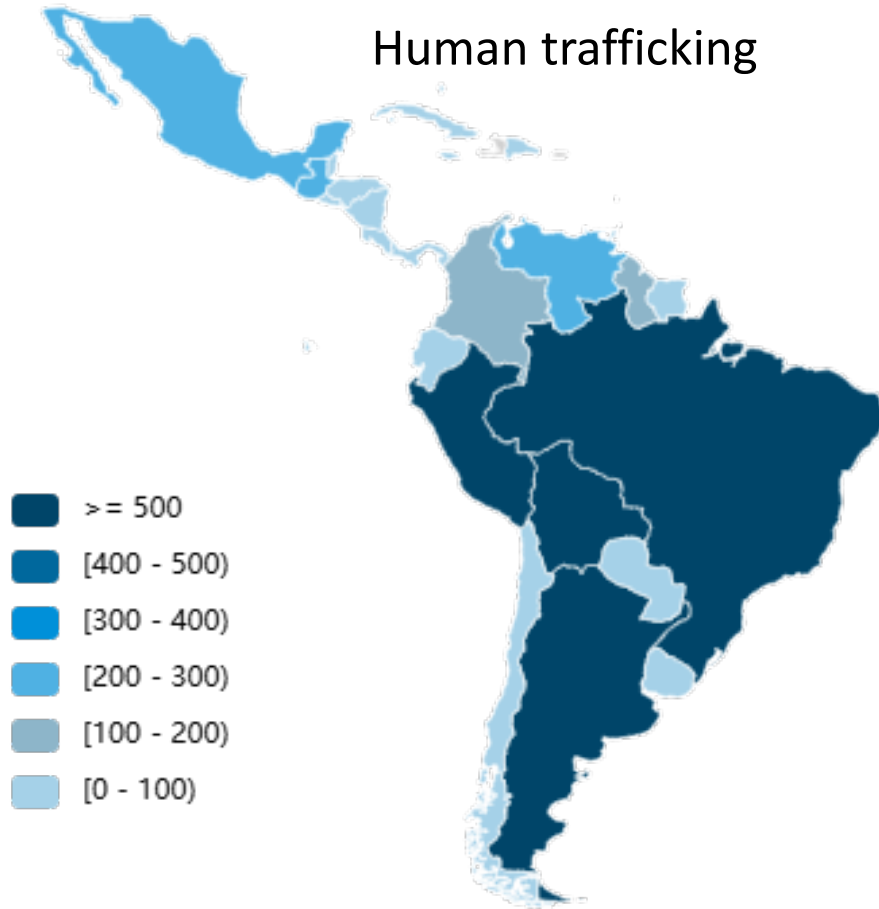 Human trafficking
>= 500
[400 - 500)
[300 - 400)
[200 - 300)
[100 - 200)
[0 - 100)